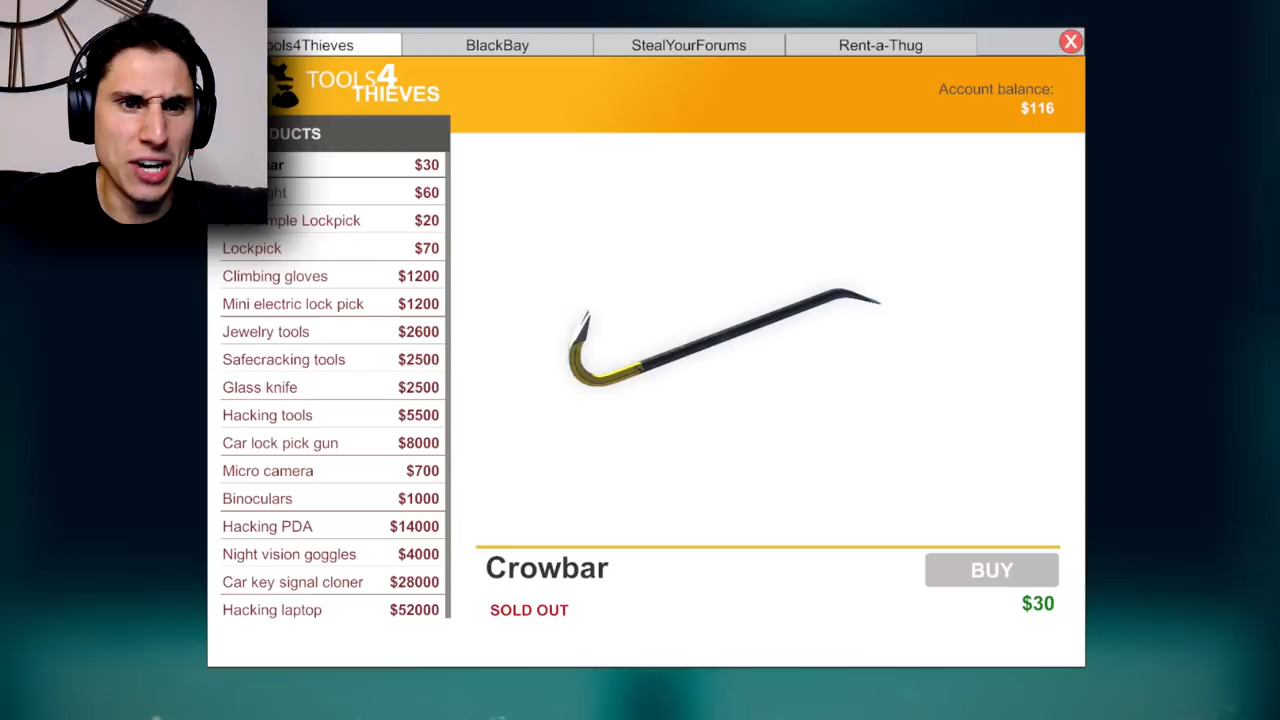 ools4Thieves BlackBay StealYourForums Rent-a-Thug X
TOOLS4
THIEVES
Account balance:
$116
DUCTS
ar $30
ght $60
mple Lockpick $20
Lockpick $70
Climbing gloves $1200
Mini electric lock pick $1200
Jewelry tools $2600
Safecracking tools $2500
Glass knife $2500
Hacking tools $5500
Car lock pick gun $8000
Micro camera $700
Binoculars $1000
Hacking PDA $14000
Night vision goggles $4000
Car key signal cloner $28000
Hacking laptop $52000
Crowbar
BUY
SOLD OUT
$30